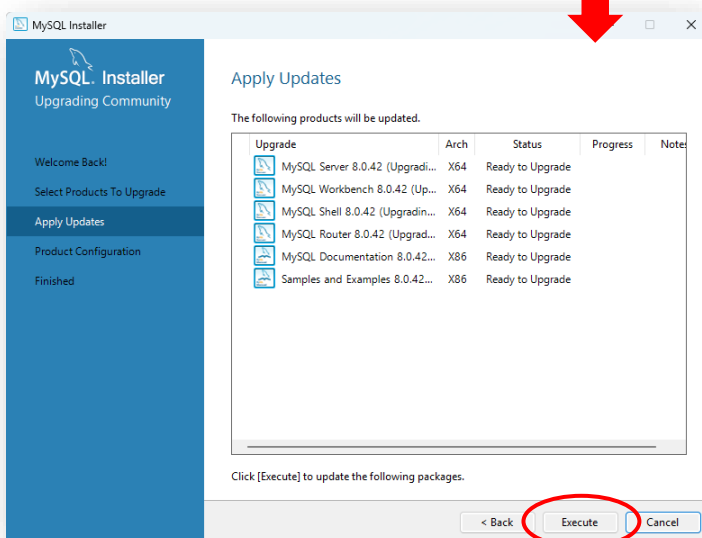 MySQL Installer
MySQL. Installer
Upgrading Community
Welcome Back!
Select Products To Upgrade
Apply Updates
Product Configuration
Finished
Apply Updates
The following products will be updated.
Upgrade Arch Status Progress Notes
MySQL Server 8.0.42 (Upgradi... X64 Ready to Upgrade
MySQL Workbench 8.0.42 (Up... X64 Ready to Upgrade
MySQL Shell 8.0.42 (Upgradin... X64 Ready to Upgrade
MySQL Router 8.0.42 (Upgrad... X64 Ready to Upgrade
MySQL Documentation 8.0.42... X86 Ready to Upgrade
Samples and Examples 8.0.42... X86 Ready to Upgrade
Click [Execute] to update the following packages.
< Back Execute Cancel